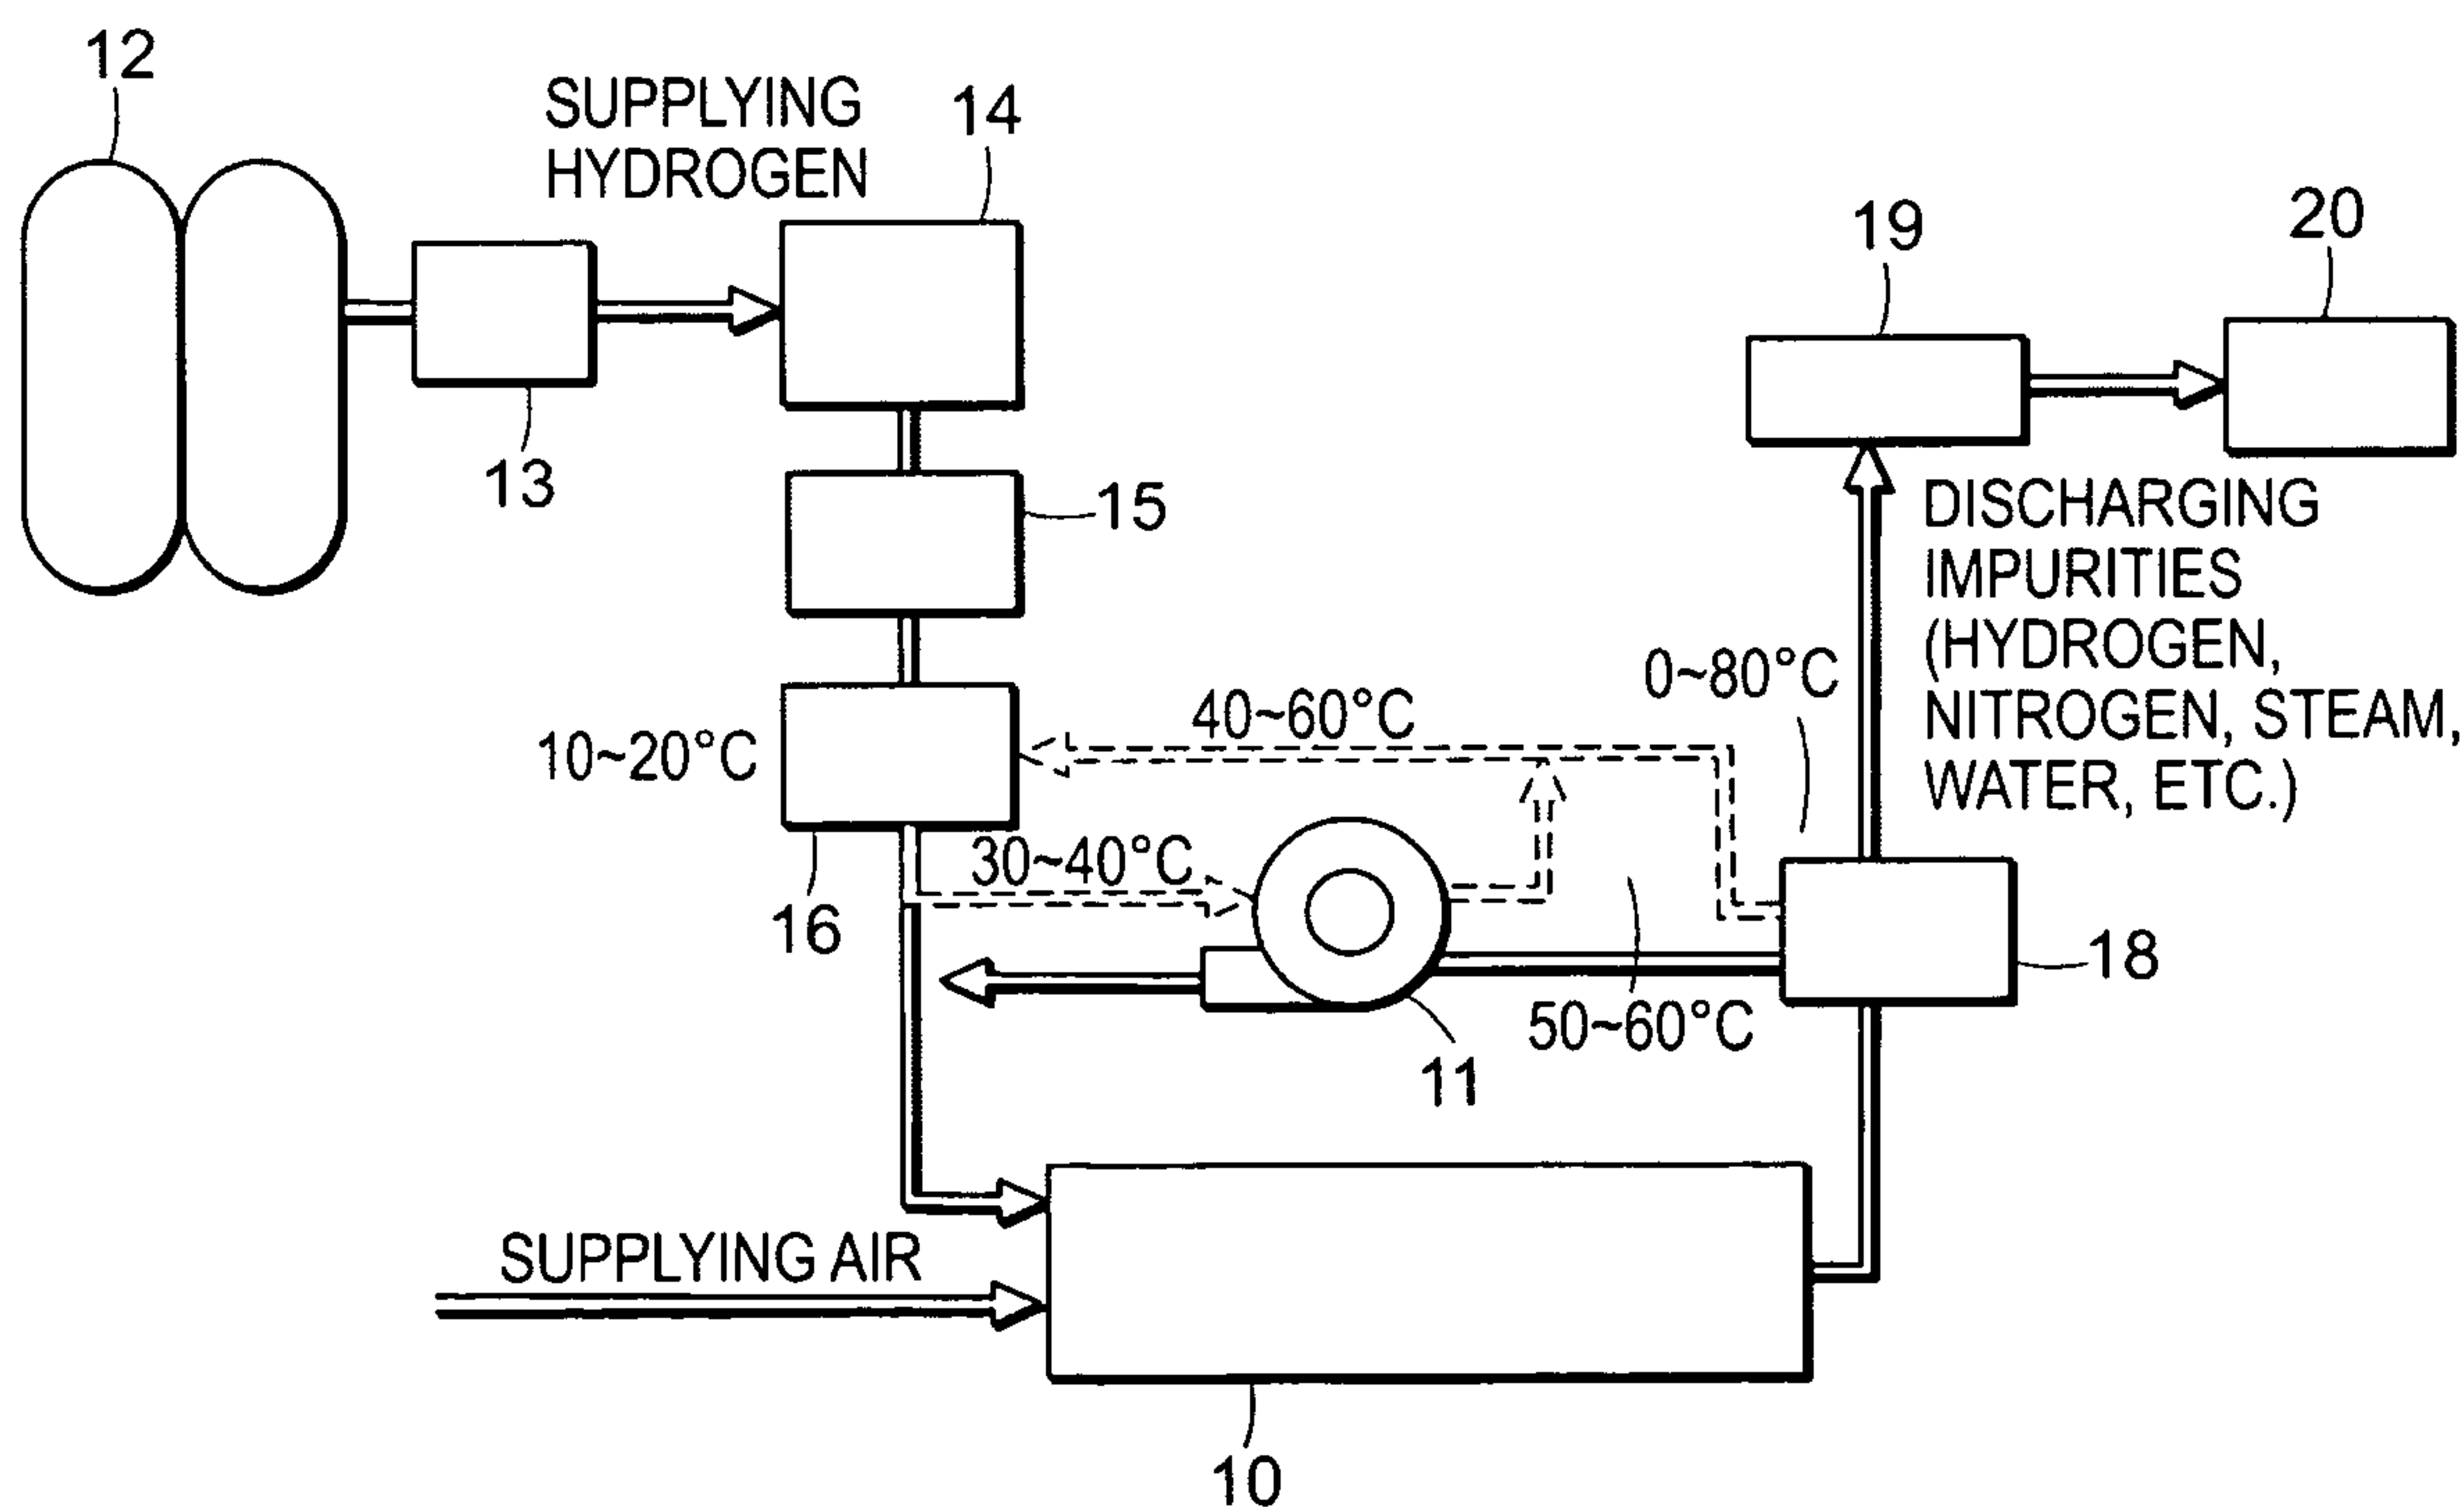 12
SUPPLYING
HYDROGEN
14
13
15
19
20
DISCHARGING
IMPURITIES
(HYDROGEN,
NITROGEN, STEAM,
WATER, ETC.)
0~80°C
40~60°C
10~20°C
30~40°C
16
18
50~60°C
11
SUPPLYING AIR
10